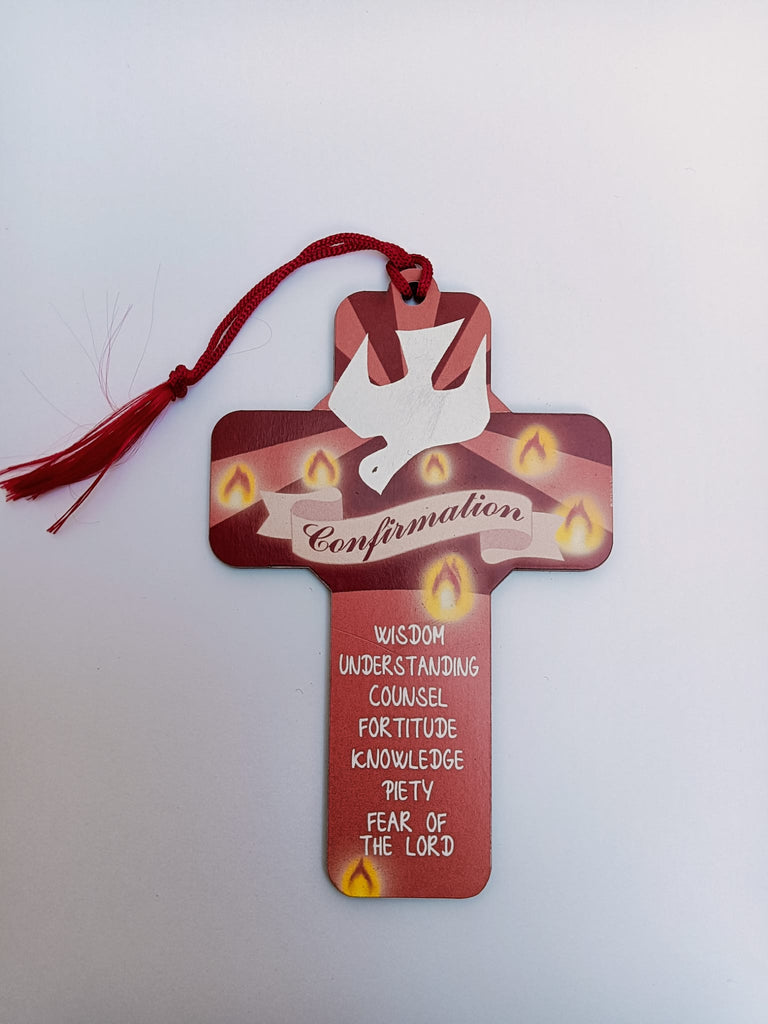 Confirmation
WISDOM
UNDERSTANDING
COUNSEL
FORTITUDE
KNOWLEDGE
PIETY
FEAR OF
THE LORD